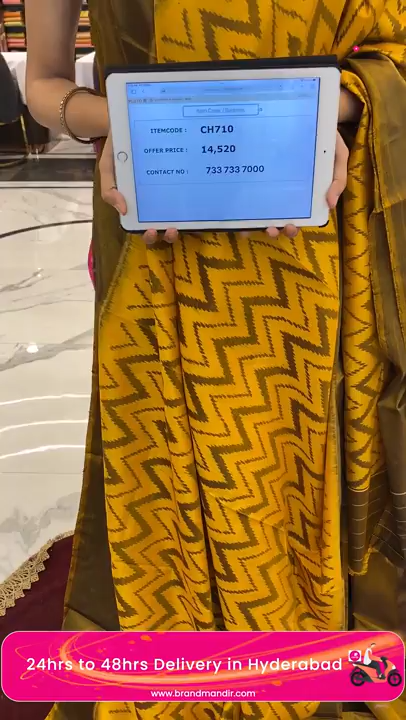 ITEMCODE : CH710
OFFER PRICE : 14,520
CONTACT NO : 733 733 7000
24hrs to 48hrs Delivery in Hyderabad
www.brandmandir.com